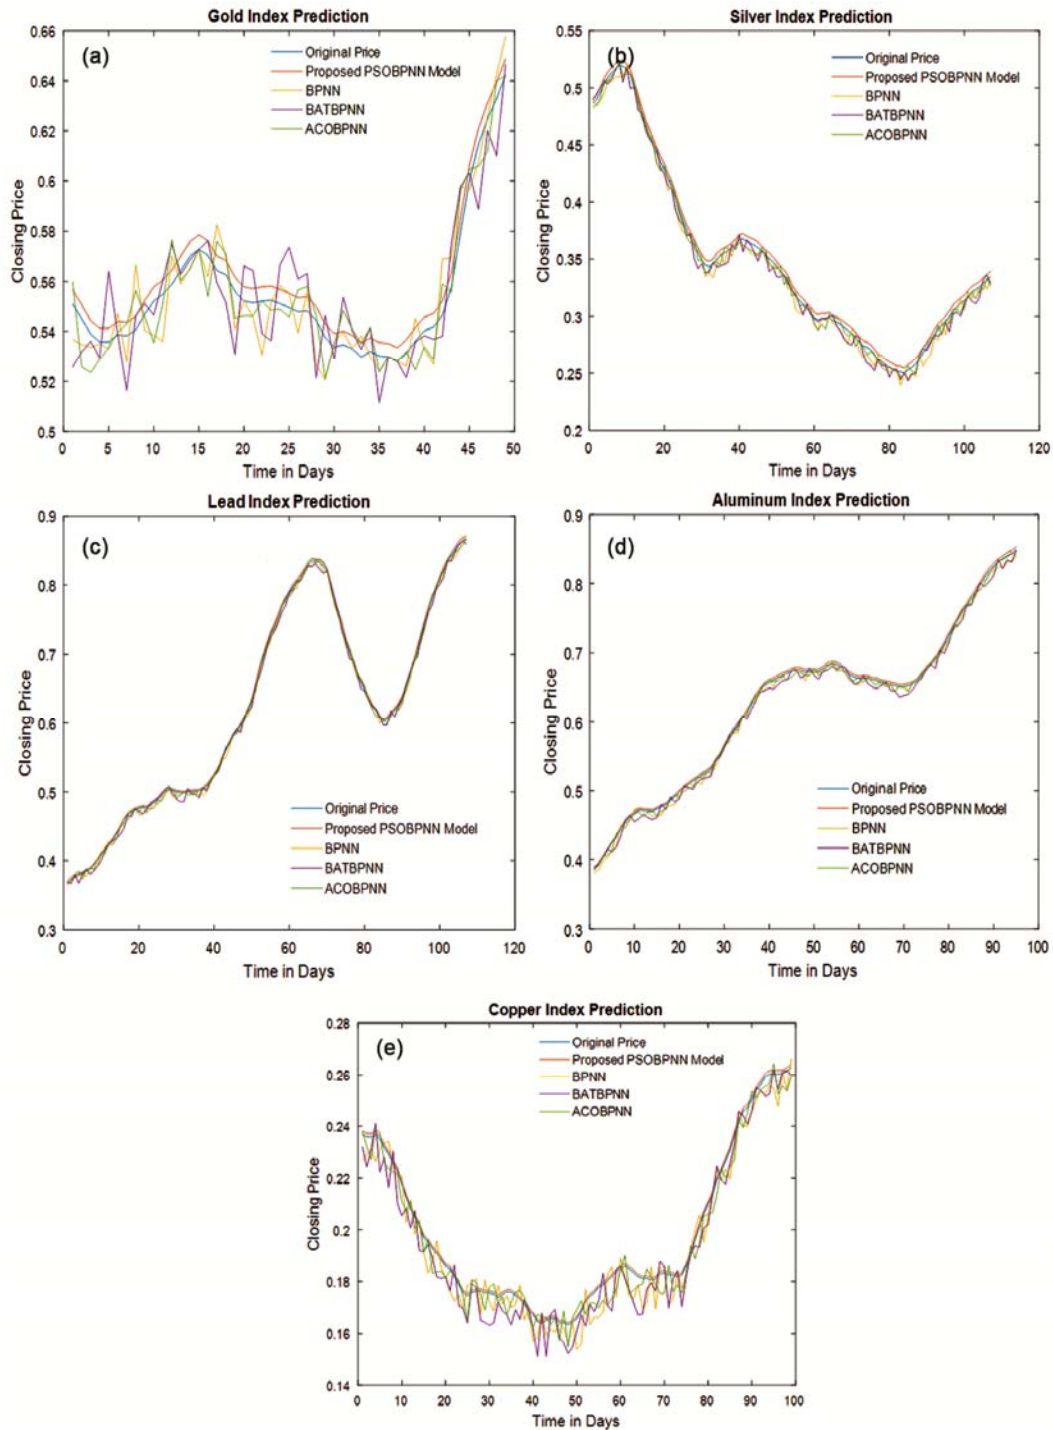 Gold Index Prediction
(a)
Original Price
Proposed PSOBPNN Model
BPNN
BATBPNN
ACOBPNN
Closing Price
0.66
0.64
0.62
0.6
0.58
0.56
0.54
0.52
0.5
0 5 10 15 20 25 30 35 40 45 50
Time in Days
Silver Index Prediction
(b)
Original Price
Proposed PSOBPNN Model
BPNN
BATBPNN
ACOBPNN
Closing Price
0.55
0.5
0.45
0.4
0.35
0.3
0.25
0.2
0 20 40 60 80 100 120
Time in Days
Lead Index Prediction
(c)
Closing Price
0.9
0.8
0.7
0.6
0.5
0.4
0.3
Original Price
Proposed PSOBPNN Model
BPNN
BATBPNN
ACOBPNN
0 20 40 60 80 100 120
Time in Days
Aluminum Index Prediction
(d)
Closing Price
0.9
0.8
0.7
0.6
0.5
0.4
0.3
Original Price
Proposed PSOBPNN Model
BPNN
BATBPNN
ACOBPNN
0 10 20 30 40 50 60 70 80 90 100
Time in Days
Copper Index Prediction
(e)
Original Price
Proposed PSOBPNN Model
BPNN
BATBPNN
ACOBPNN
Closing Price
0.28
0.26
0.24
0.22
0.2
0.18
0.16
0.14
0 10 20 30 40 50 60 70 80 90 100
Time in Days